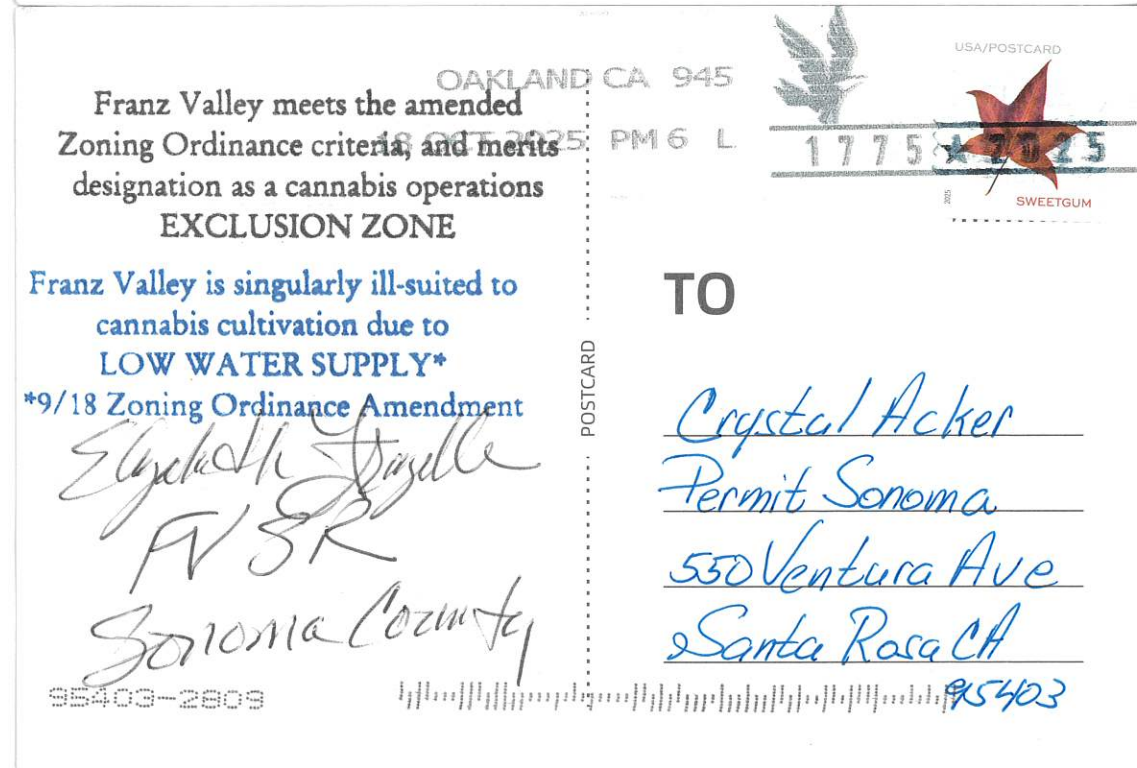 OAKLAND CA 945
18 OCT 2025 PM 6 L
1775 ★ 2025
USA/POSTCARD
2025
SWEETGUM
Franz Valley meets the amended
Zoning Ordinance criteria, and merits
designation as a cannabis operations
EXCLUSION ZONE
Franz Valley is singularly ill-suited to
cannabis cultivation due to
LOW WATER SUPPLY*
*9/18 Zoning Ordinance Amendment
Elizabeth
FVSR
Sonoma County
95403-2809
POSTCARD
TO
Crystal Acker
Permit Sonoma
550 Ventura Ave
Santa Rosa CA
95403